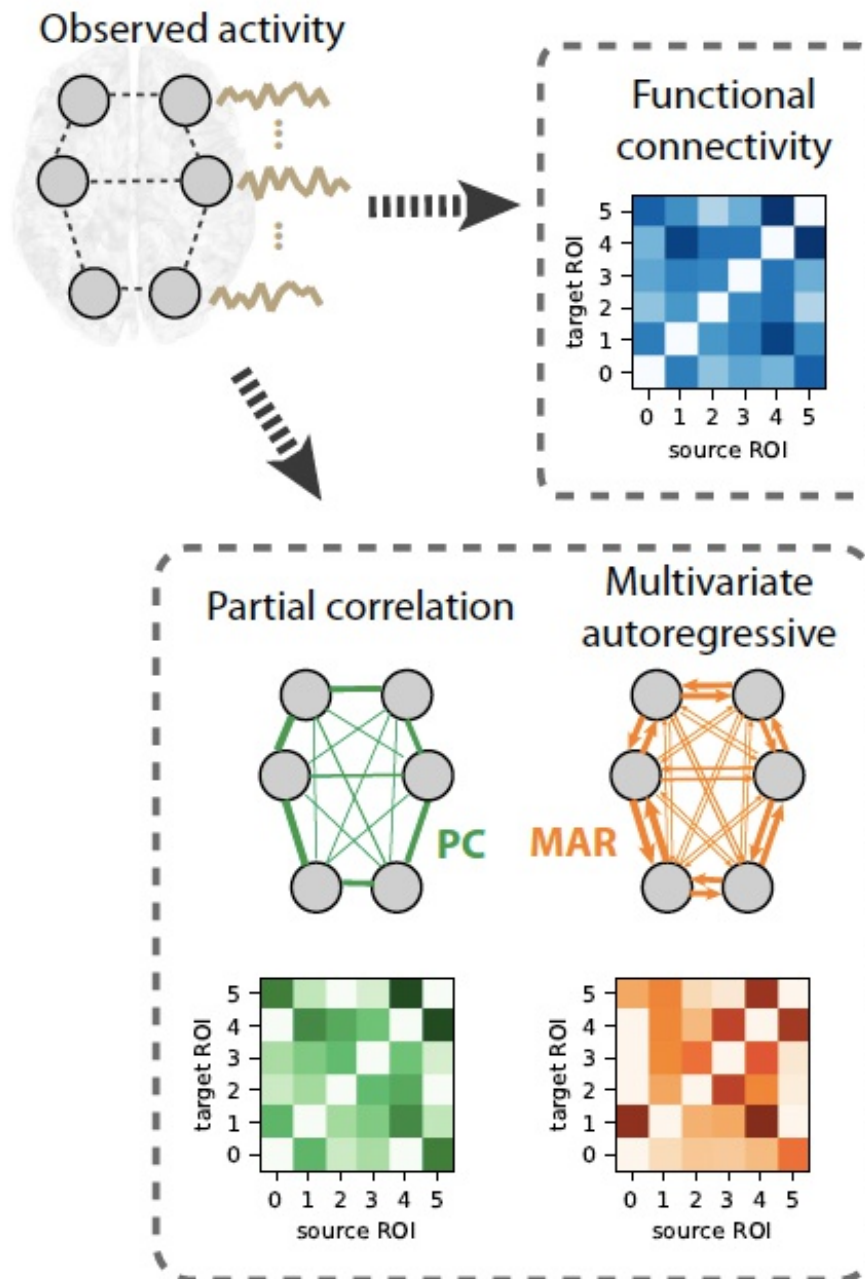 Observed activity
Functional
connectivity
target ROI
5
4
3
2
1
0
0 1 2 3 4 5
source ROI
Partial correlation
Multivariate
autoregressive
PC
MAR
target ROI
5
4
3
2
1
0
0 1 2 3 4 5
source ROI
target ROI
5
4
3
2
1
0
0 1 2 3 4 5
source ROI